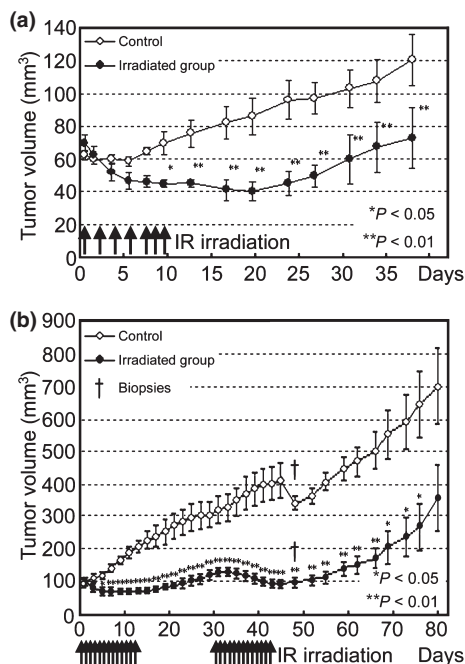 (a)
Tumor volume (mm³)
140
120
100
80
60
40
20
0
Control
Irradiated group
* ** ** ** ** ** ** ** **
IR irradiation
*P < 0.05
**P < 0.01
0 5 10 15 20 25 30 35 Days
(b)
Tumor volume (mm³)
900
800
700
600
500
400
300
200
100
0
Control
Irradiated group
† Biopsies
†
†
** ** ** ** ** ** * * *
*P < 0.05
**P < 0.01
0 10 20 30 40 50 60 70 80
Days
IR irradiation